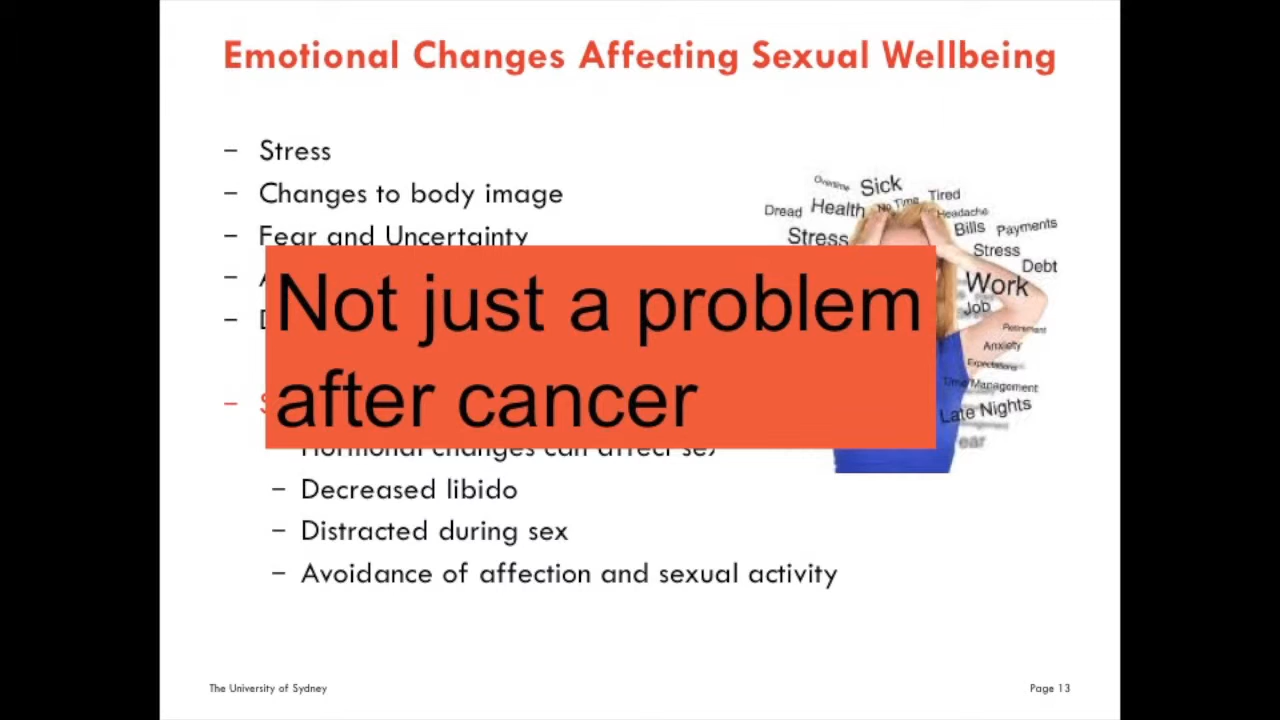 Emotional Changes Affecting Sexual Wellbeing
– Stress
– Changes to body image
– Fear and Uncertainty
Not just a problem
after cancer
– Decreased libido
– Distracted during sex
– Avoidance of affection and sexual activity
Overtime
Sick
Tired
Dread
Health
No Time
Headache
Bills
Payments
Stress
Stress
Debt
Work
Job
Retirement
Anxiety
Expectations
Time/Management
Late Nights
The University of Sydney
Page 13